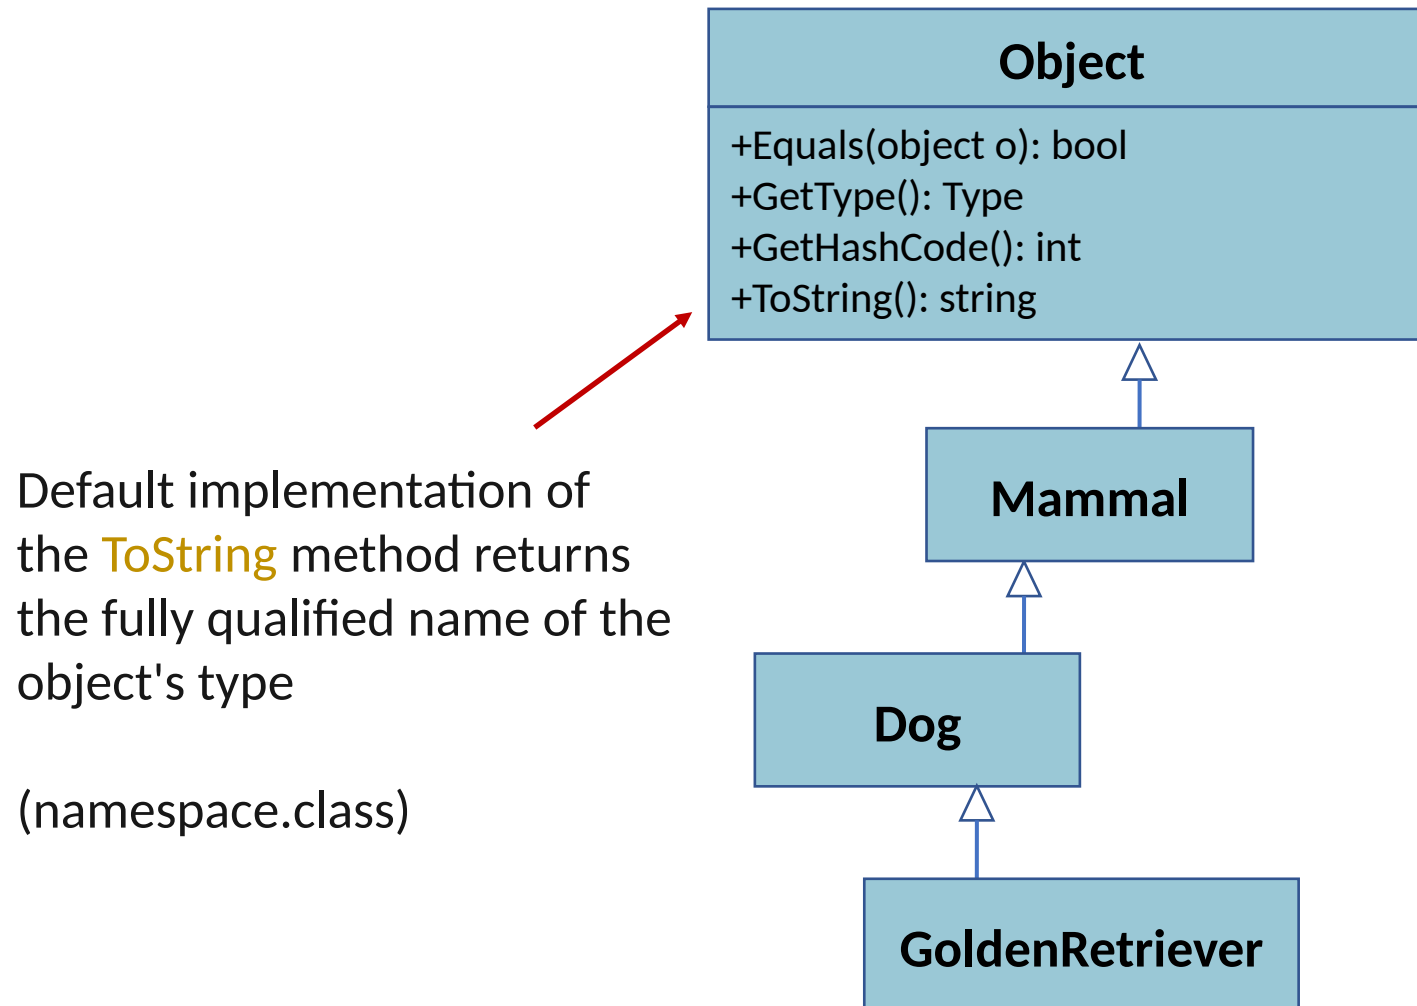 Object
+Equals(object o): bool
+GetType(): Type
+GetHashCode(): int
+ToString(): string
Default implementation of
the ToString method returns
the fully qualified name of the
object's type
(namespace.class)
Mammal
Dog
GoldenRetriever